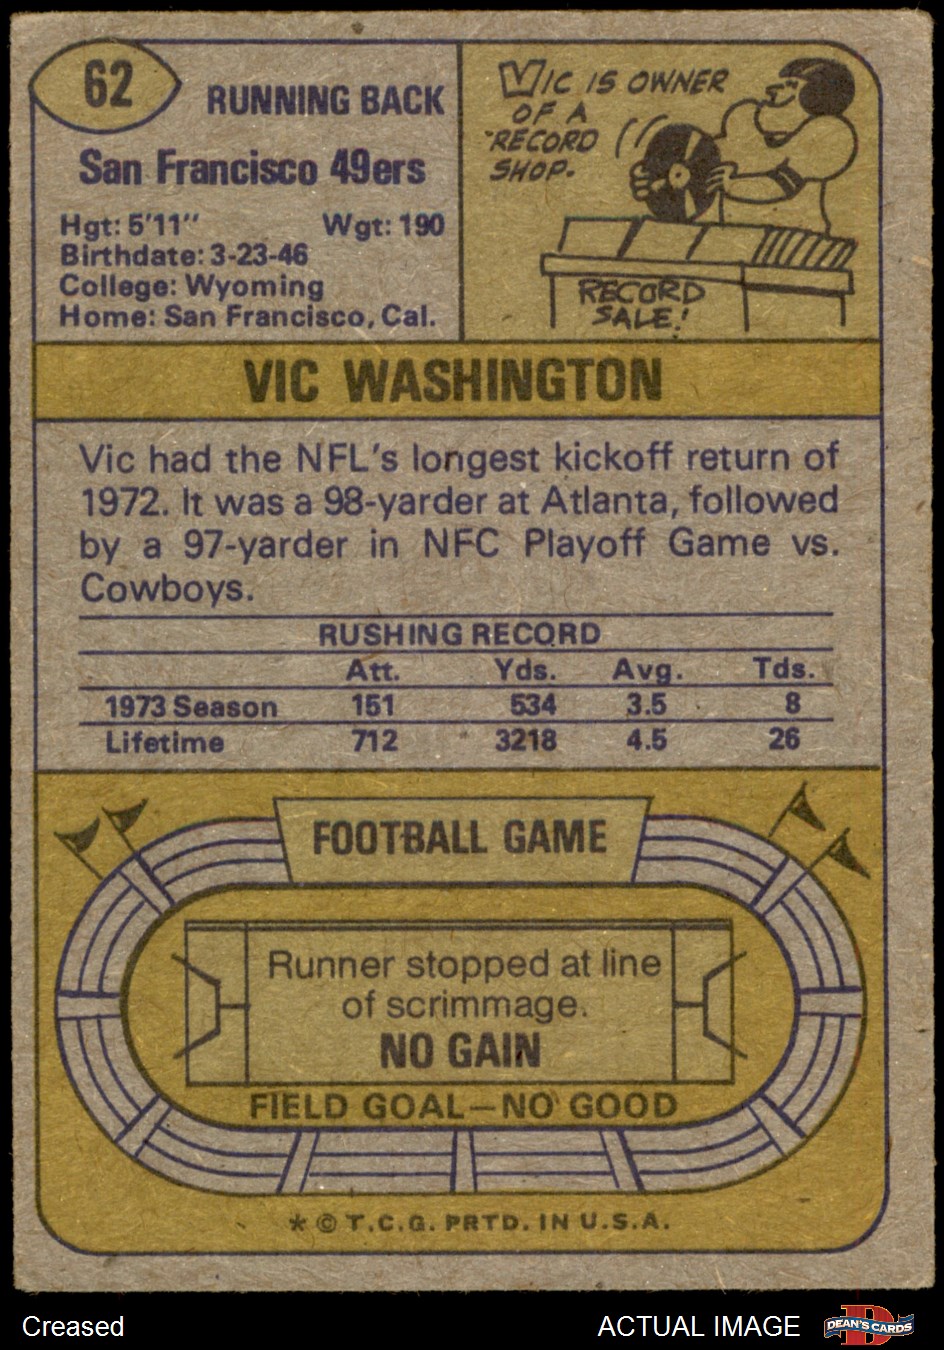 62
RUNNING BACK
San Francisco 49ers
Hgt: 5'11" Wgt: 190
Birthdate: 3-23-46
College: Wyoming
Home: San Francisco, Cal.
VIC IS OWNER
OF A
RECORD
SHOP.
RECORD
SALE!
VIC WASHINGTON
Vic had the NFL's longest kickoff return of
1972. It was a 98-yarder at Atlanta, followed
by a 97-yarder in NFC Playoff Game vs.
Cowboys.
RUSHING RECORD
Att. Yds. Avg. Tds.
1973 Season 151 534 3.5 8
Lifetime 712 3218 4.5 26
FOOTBALL GAME
Runner stopped at line
of scrimmage.
NO GAIN
FIELD GOAL—NO GOOD
* © T.C.G. PRTD. IN U.S.A.
Creased
ACTUAL IMAGE
D
DEAN'S CARDS